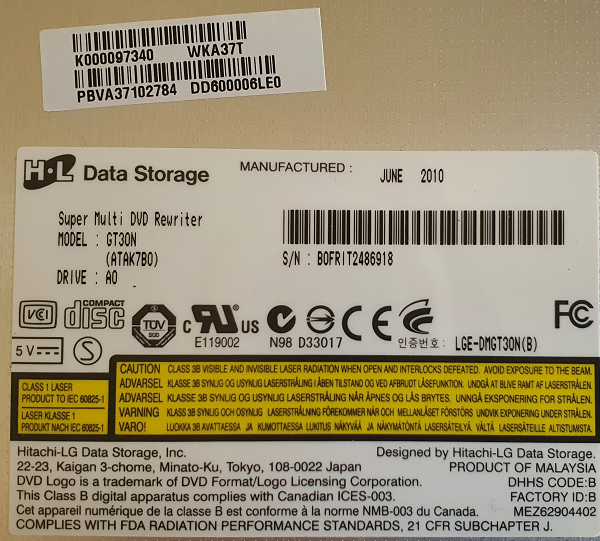 K000097340 WKA37T
PBVA37102784 DD600006LE0
H·L Data Storage
MANUFACTURED : JUNE 2010
Super Multi DVD Rewriter
MODEL : GT30N
(ATAK7B0)
DRIVE : A0
S/N : B0FRIT2486918
VCI
COMPACT
disc
TÜV
SÜD
c RU US
E119002
N98 D33017
CE
인증번호: LGE-DMGT30N(B)
FC
5 V
S
CLASS 1 LASER
PRODUCT TO IEC 60825-1
LASER KLASSE 1
PRODUKT NACH IEC 60825-1
CAUTION CLASS 3B VISIBLE AND INVISIBLE LASER RADIATION WHEN OPEN AND INTERLOCKS DEFEATED. AVOID EXPOSURE TO THE BEAM.
ADVARSEL KLASSE 3B SYNLIG OG USYNLIG LASERSTRÅLING I ÅBEN TILSTAND OG VED AFBRUDT LÅSEFUNKTION. UNDGÅ AT BLIVE RAMT AF LASERSTRÅLEN.
ADVARSEL KLASSE 3B SYNLIG OG USYNLIG LASERSTRÅLING NÅR ÅPNES OG LÅS BRYTES. UNNGÅ EKSPONERING FOR STRÅLEN.
VARNING KLASS 3B SYNLIG OCH OSYNLIG LASERSTRÅLNING FÖREKOMMER NÄR OCH MELLANLÅSET FÖRSTÖRS UNDVIK EXPONERING UNDER STRÅLEN.
VARO! LUOKKA 3B AVATTAESSA JA KUMOTTAESSA LUKITUS NÄKYVÄÄ JA NÄKYMÄTÖNTÄ LASERSÄTEILYÄ, VÄLTÄ LASERSÄTEILLE ALTISTUMISTA.
Hitachi-LG Data Storage, Inc. Designed by Hitachi-LG Data Storage.
22-23, Kaigan 3-chome, Minato-Ku, Tokyo, 108-0022 Japan PRODUCT OF MALAYSIA
DVD Logo is a trademark of DVD Format/Logo Licensing Corporation. DHHS CODE:B
This Class B digital apparatus complies with Canadian ICES-003. FACTORY ID:B
Cet appareil numérique de la classe B est conforme à la norme NMB-003 du Canada. MEZ62904402
COMPLIES WITH FDA RADIATION PERFORMANCE STANDARDS, 21 CFR SUBCHAPTER J.